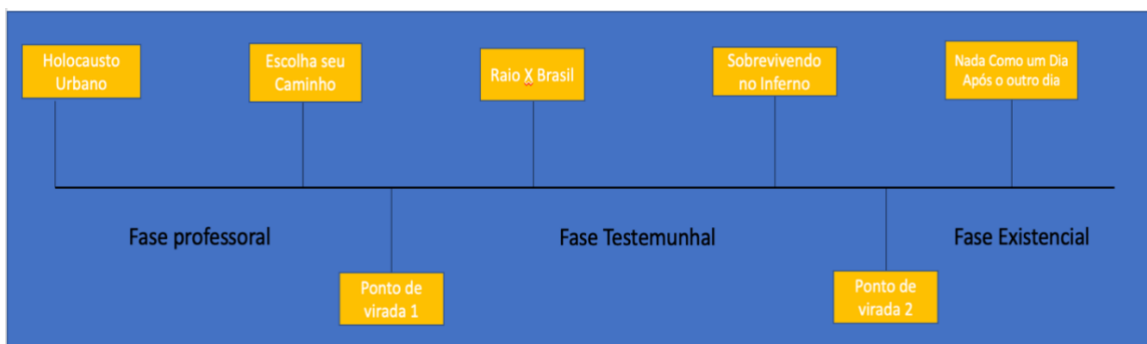 Holocausto
Urbano
Escolha seu
Caminho
Raio X Brasil
Sobrevivendo
no Inferno
Nada Como um Dia
Após o outro dia
Fase professoral
Fase Testemunhal
Fase Existencial
Ponto de
virada 1
Ponto de
virada 2